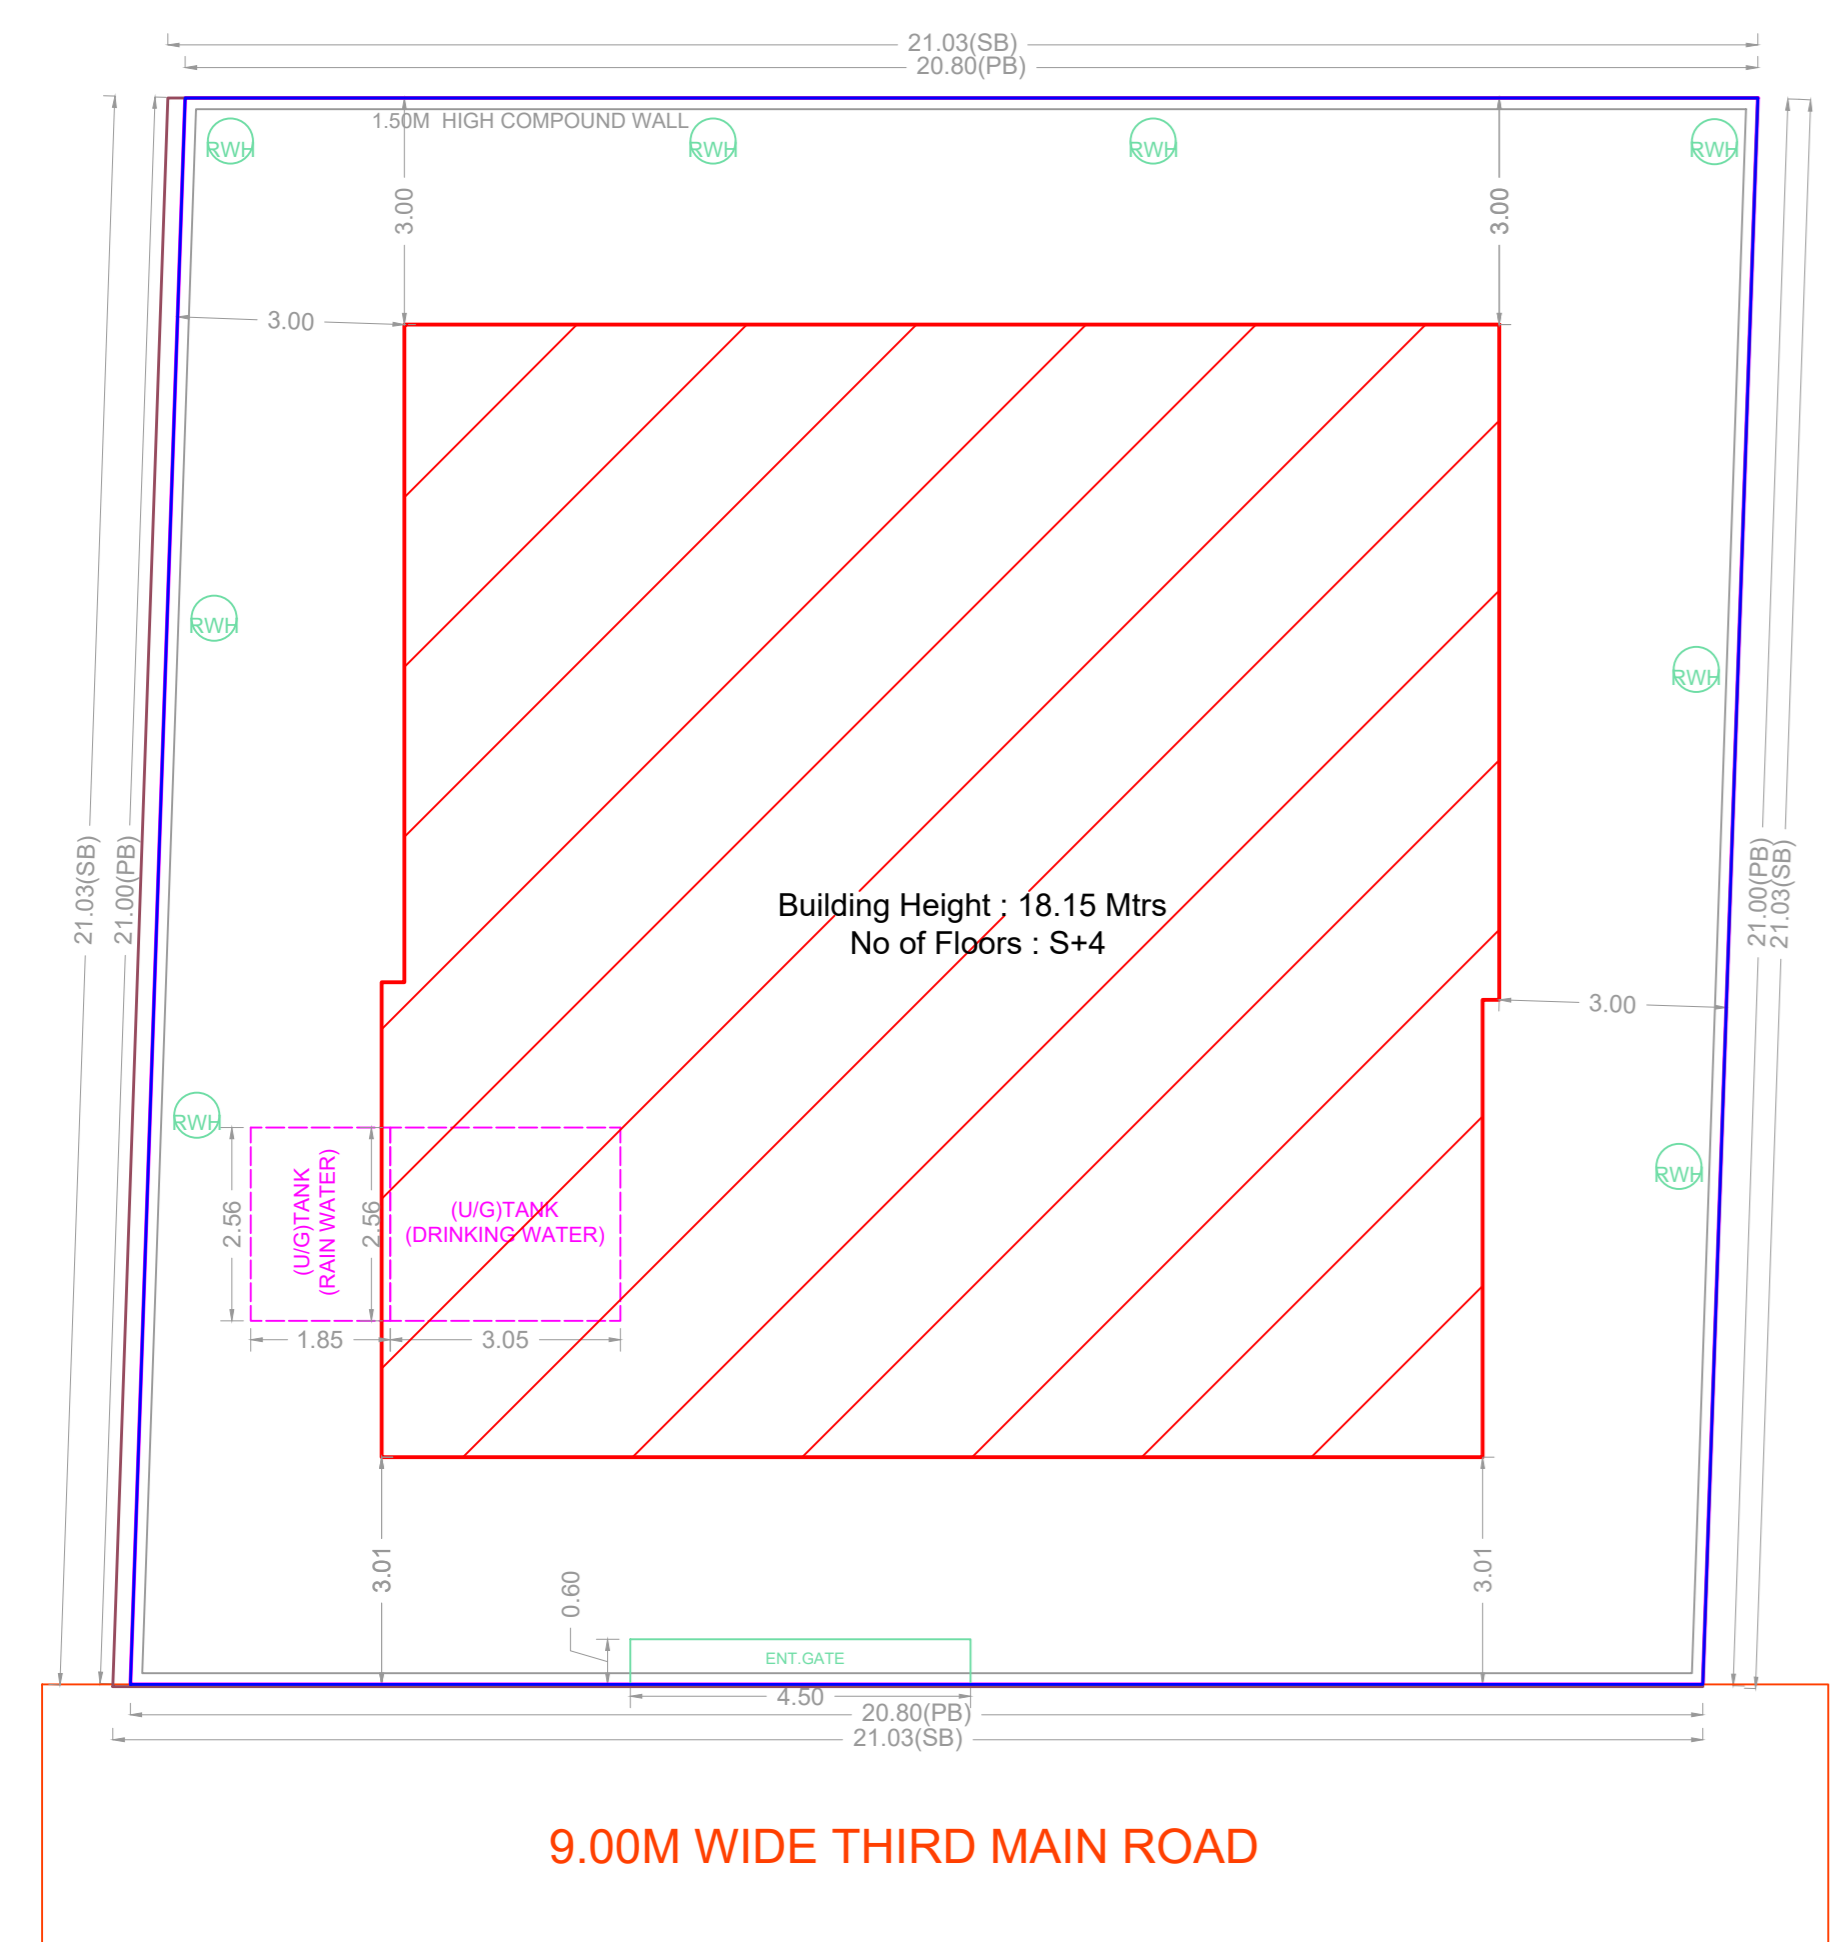 21.03(SB)
20.80(PB)
1.50M HIGH COMPOUND WALL
RWH
RWH
RWH
RWH
3.00
3.00
3.00
RWH
RWH
21.03(SB)
21.00(PB)
21.00(PB)
21.03(SB)
Building Height : 18.15 Mtrs
No of Floors : S+4
3.00
RWH
RWH
2.56
(U/G)TANK
(RAIN WATER)
2.56
(U/G)TANK
(DRINKING WATER)
1.85
3.05
3.01
3.01
0.60
ENT.GATE
4.50
20.80(PB)
21.03(SB)
9.00M WIDE THIRD MAIN ROAD